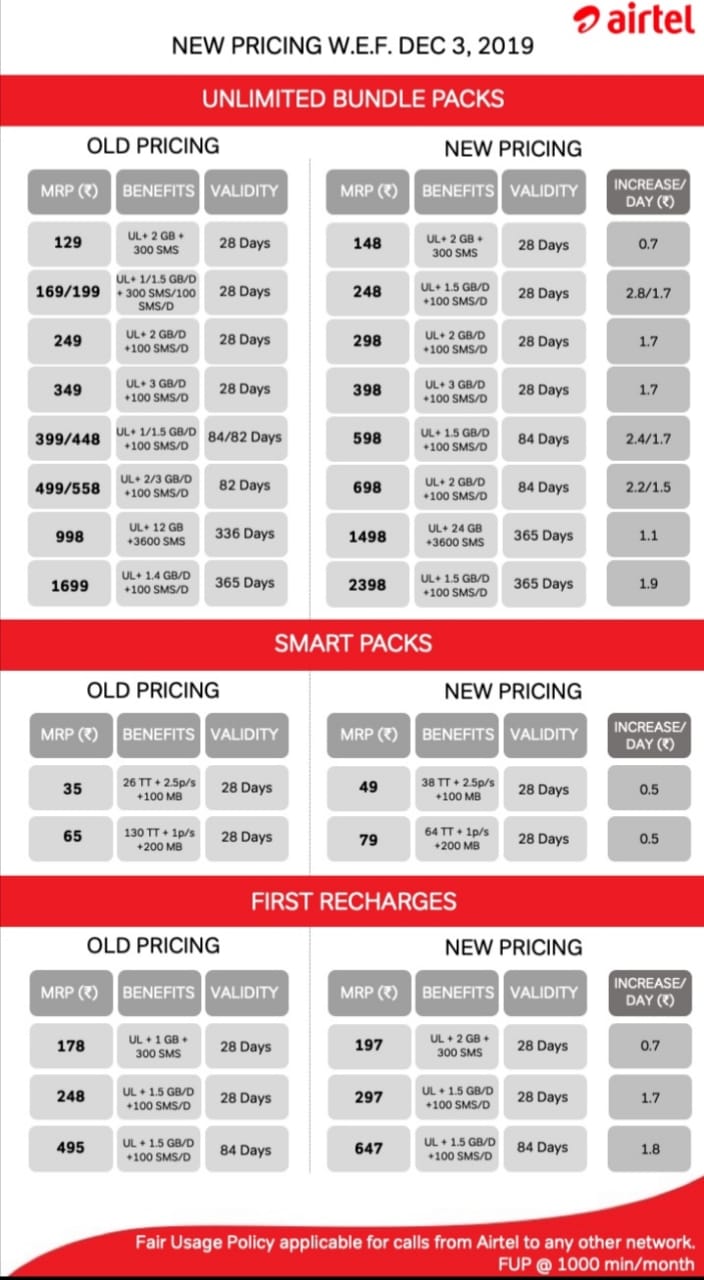 airtel
NEW PRICING W.E.F. DEC 3, 2019
UNLIMITED BUNDLE PACKS
OLD PRICING NEW PRICING
MRP (₹) BENEFITS VALIDITY MRP (₹) BENEFITS VALIDITY INCREASE/
DAY (₹)
129 UL+ 2 GB +
300 SMS 28 Days 148 UL+ 2 GB +
300 SMS 28 Days 0.7
169/199 UL+ 1/1.5 GB/D
+ 300 SMS/100
SMS/D 28 Days 248 UL+ 1.5 GB/D
+100 SMS/D 28 Days 2.8/1.7
249 UL+ 2 GB/D
+100 SMS/D 28 Days 298 UL+ 2 GB/D
+100 SMS/D 28 Days 1.7
349 UL+ 3 GB/D
+100 SMS/D 28 Days 398 UL+ 3 GB/D
+100 SMS/D 28 Days 1.7
399/448 UL+ 1/1.5 GB/D
+100 SMS/D 84/82 Days 598 UL+ 1.5 GB/D
+100 SMS/D 84 Days 2.4/1.7
499/558 UL+ 2/3 GB/D
+100 SMS/D 82 Days 698 UL+ 2 GB/D
+100 SMS/D 84 Days 2.2/1.5
998 UL+ 12 GB
+3600 SMS 336 Days 1498 UL+ 24 GB
+3600 SMS 365 Days 1.1
1699 UL+ 1.4 GB/D
+100 SMS/D 365 Days 2398 UL+ 1.5 GB/D
+100 SMS/D 365 Days 1.9
SMART PACKS
OLD PRICING NEW PRICING
MRP (₹) BENEFITS VALIDITY MRP (₹) BENEFITS VALIDITY INCREASE/
DAY (₹)
35 26 TT + 2.5p/s
+100 MB 28 Days 49 38 TT + 2.5p/s
+100 MB 28 Days 0.5
65 130 TT + 1p/s
+200 MB 28 Days 79 64 TT + 1p/s
+200 MB 28 Days 0.5
FIRST RECHARGES
OLD PRICING NEW PRICING
MRP (₹) BENEFITS VALIDITY MRP (₹) BENEFITS VALIDITY INCREASE/
DAY (₹)
178 UL + 1 GB +
300 SMS 28 Days 197 UL + 2 GB +
300 SMS 28 Days 0.7
248 UL + 1.5 GB/D
+100 SMS/D 28 Days 297 UL + 1.5 GB/D
+100 SMS/D 28 Days 1.7
495 UL + 1.5 GB/D
+100 SMS/D 84 Days 647 UL + 1.5 GB/D
+100 SMS/D 84 Days 1.8
Fair Usage Policy applicable for calls from Airtel to any other network.
FUP @ 1000 min/month